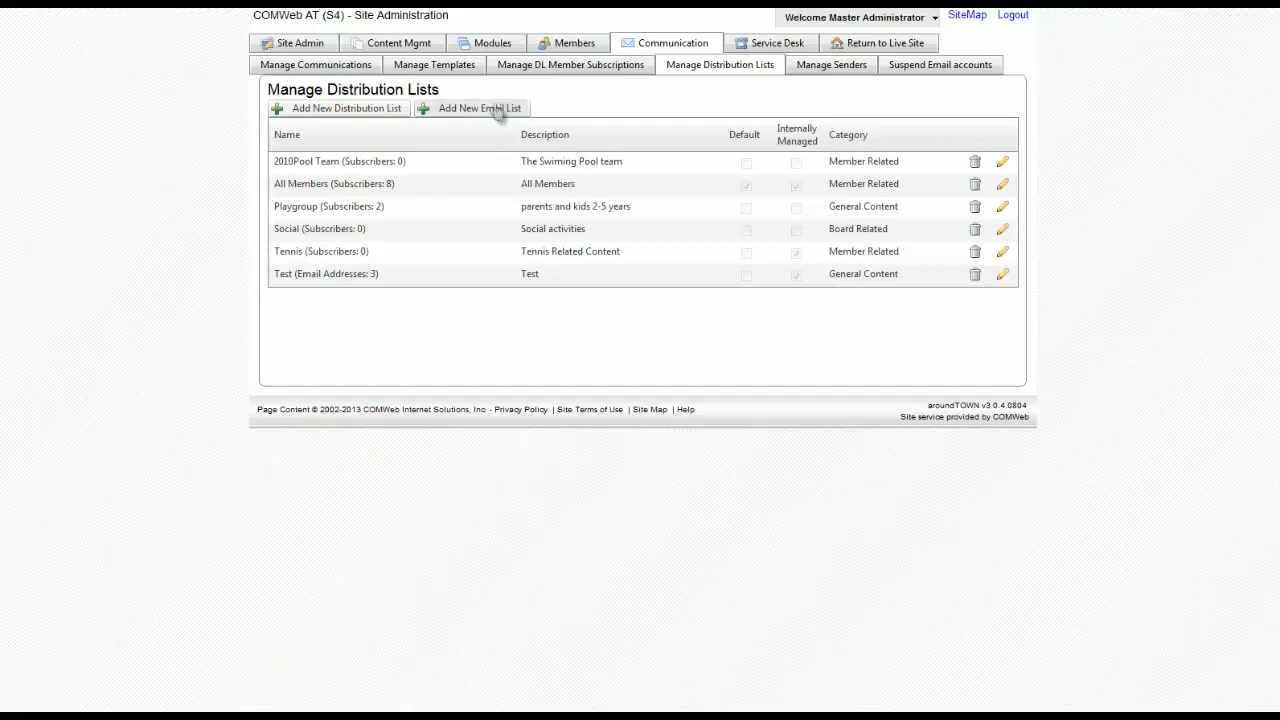 COMWeb AT (S4) - Site Administration
Welcome Master Administrator SiteMap Logout
Site Admin Content Mgmt Modules Members Communication Service Desk Return to Live Site
Manage Communications Manage Templates Manage DL Member Subscriptions Manage Distribution Lists Manage Senders Suspend Email accounts
Manage Distribution Lists
Add New Distribution List Add New Email List
Name Description Default Internally Managed Category
2010Pool Team (Subscribers: 0) The Swiming Pool team Member Related
All Members (Subscribers: 8) All Members Member Related
Playgroup (Subscribers: 2) parents and kids 2-5 years General Content
Social (Subscribers: 0) Social activities Board Related
Tennis (Subscribers: 0) Tennis Related Content Member Related
Test (Email Addresses: 3) Test General Content
Page Content © 2002-2013 COMWeb Internet Solutions, Inc - Privacy Policy | Site Terms of Use | Site Map | Help
aroundTOWN v3.0.4.0804
Site service provided by COMWeb